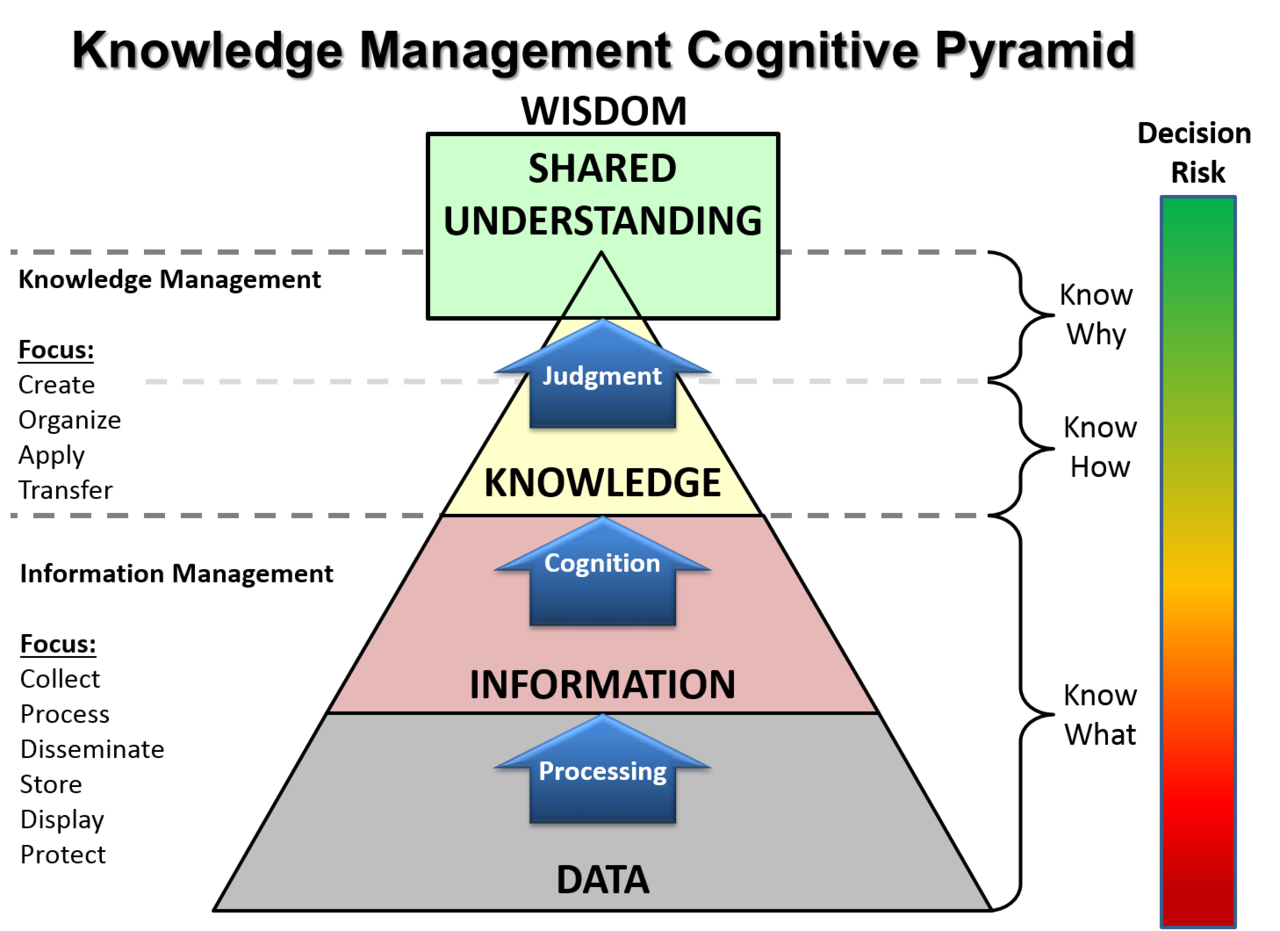 Knowledge Management Cognitive Pyramid
WISDOM
SHARED
UNDERSTANDING
Decision
Risk
Knowledge Management
Focus:
Create
Organize
Apply
Transfer
Judgment
KNOWLEDGE
Know
Why
Know
How
Information Management
Focus:
Collect
Process
Disseminate
Store
Display
Protect
Cognition
INFORMATION
Processing
DATA
Know
What